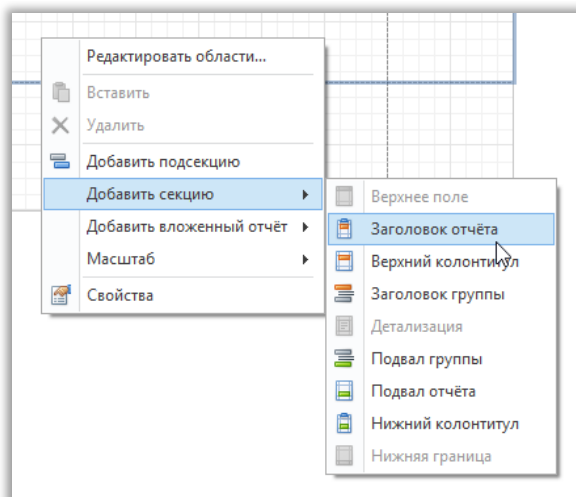 Редактировать области...
Вставить
Удалить
Добавить подсекцию
Добавить секцию
Добавить вложенный отчёт
Масштаб
Свойства
Верхнее поле
Заголовок отчёта
Верхний колонтитул
Заголовок группы
Детализация
Подвал группы
Подвал отчёта
Нижний колонтитул
Нижняя граница